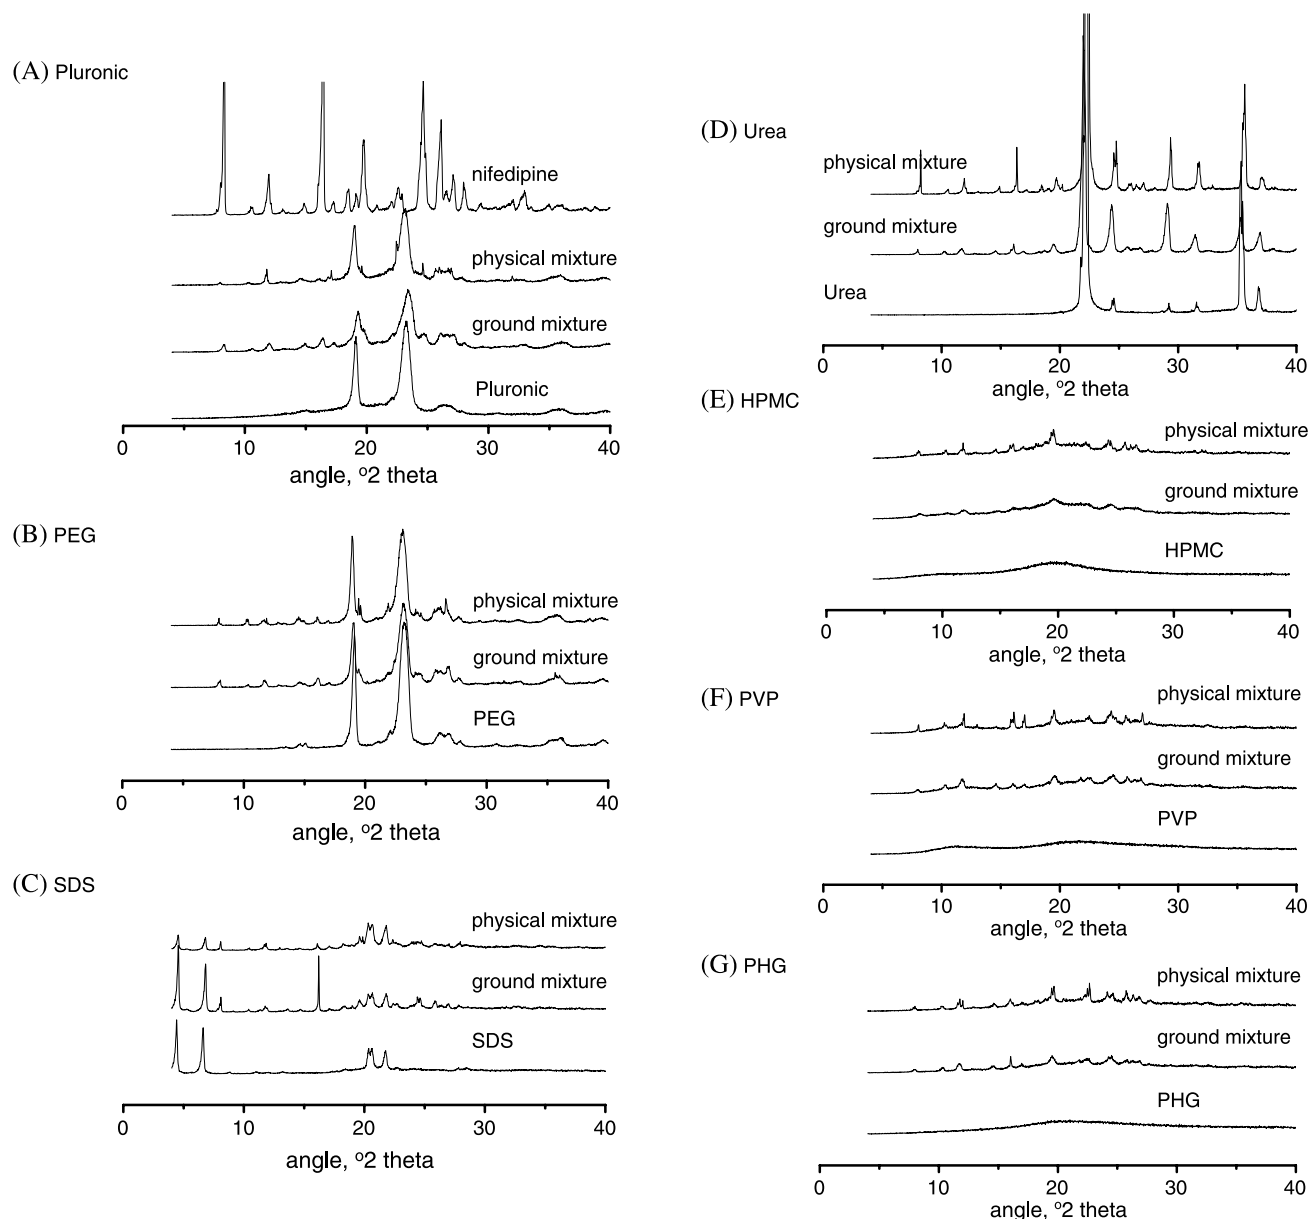 (A) Pluronic
nifedipine
physical mixture
ground mixture
Pluronic
0 10 20 30 40
angle, °2 theta
(B) PEG
physical mixture
ground mixture
PEG
0 10 20 30 40
angle, °2 theta
(C) SDS
physical mixture
ground mixture
SDS
0 10 20 30 40
angle, °2 theta
(D) Urea
physical mixture
ground mixture
Urea
0 10 20 30 40
angle, °2 theta
(E) HPMC
physical mixture
ground mixture
HPMC
0 10 20 30 40
angle, °2 theta
(F) PVP
physical mixture
ground mixture
PVP
0 10 20 30 40
angle, °2 theta
(G) PHG
physical mixture
ground mixture
PHG
0 10 20 30 40
angle, °2 theta